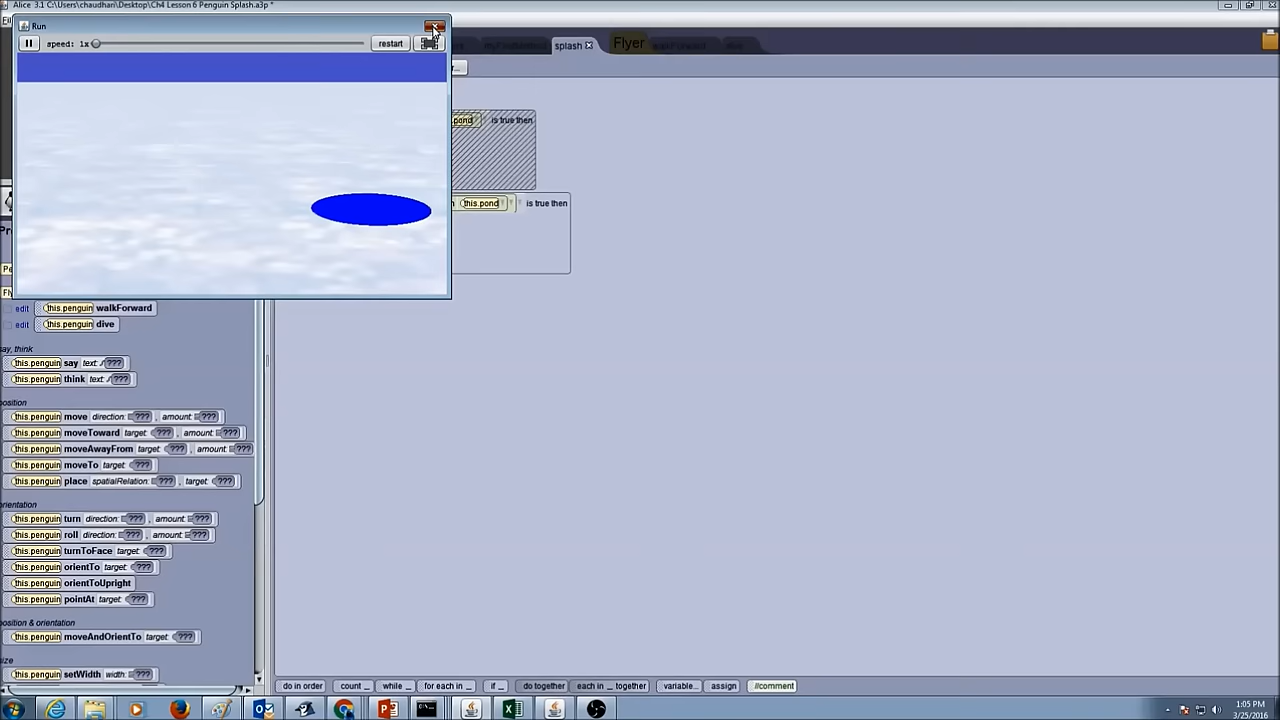 Alice 3.1 C:\Users\chaudhari\Desktop\Ch4 Lesson 6 Penguin Splash.a3p *
Run
speed: 1x
restart
splash
Flyer
is true then
this.pond
is true then
edit this.penguin walkForward
edit this.penguin dive
say, think
this.penguin say text: ???
this.penguin think text: ???
position
this.penguin move direction: ??? , amount: ???
this.penguin moveToward target: ??? , amount: ???
this.penguin moveAwayFrom target: ??? , amount: ???
this.penguin moveTo target: ???
this.penguin place spatialRelation: ??? , target: ???
orientation
this.penguin turn direction: ??? , amount: ???
this.penguin roll direction: ??? , amount: ???
this.penguin turnToFace target: ???
this.penguin orientTo target: ???
this.penguin orientToUpright
this.penguin pointAt target: ???
position & orientation
this.penguin moveAndOrientTo target: ???
size
this.penguin setWidth width: ???
do in order count _ while _ for each in _ if _ do together each in _ together variable... assign //comment
1:05 PM
3/25/2016